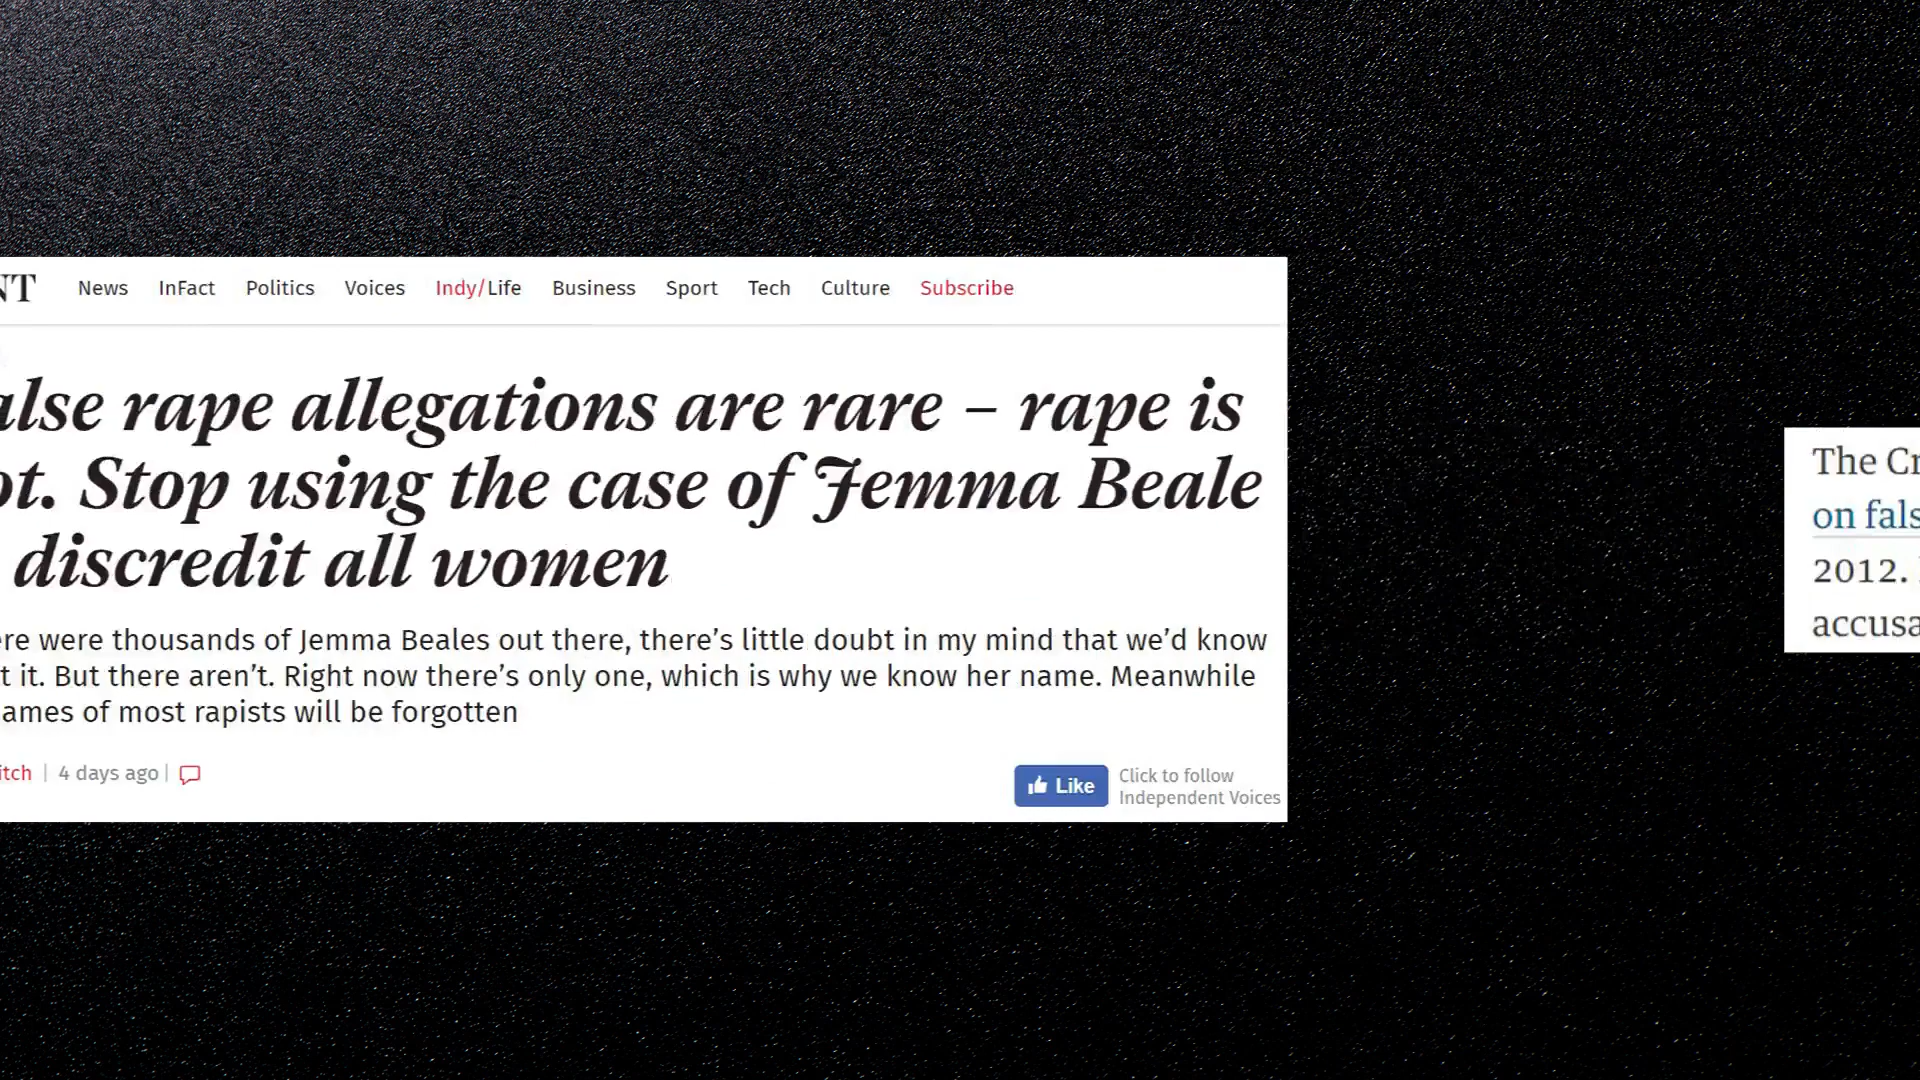 NT News InFact Politics Voices Indy/Life Business Sport Tech Culture Subscribe
alse rape allegations are rare – rape is
ot. Stop using the case of Jemma Beale
discredit all women
ere were thousands of Jemma Beales out there, there’s little doubt in my mind that we’d know
t it. But there aren’t. Right now there’s only one, which is why we know her name. Meanwhile
ames of most rapists will be forgotten
itch | 4 days ago |
Like
Click to follow
Independent Voices
The Cr
on fals
2012.
accusa